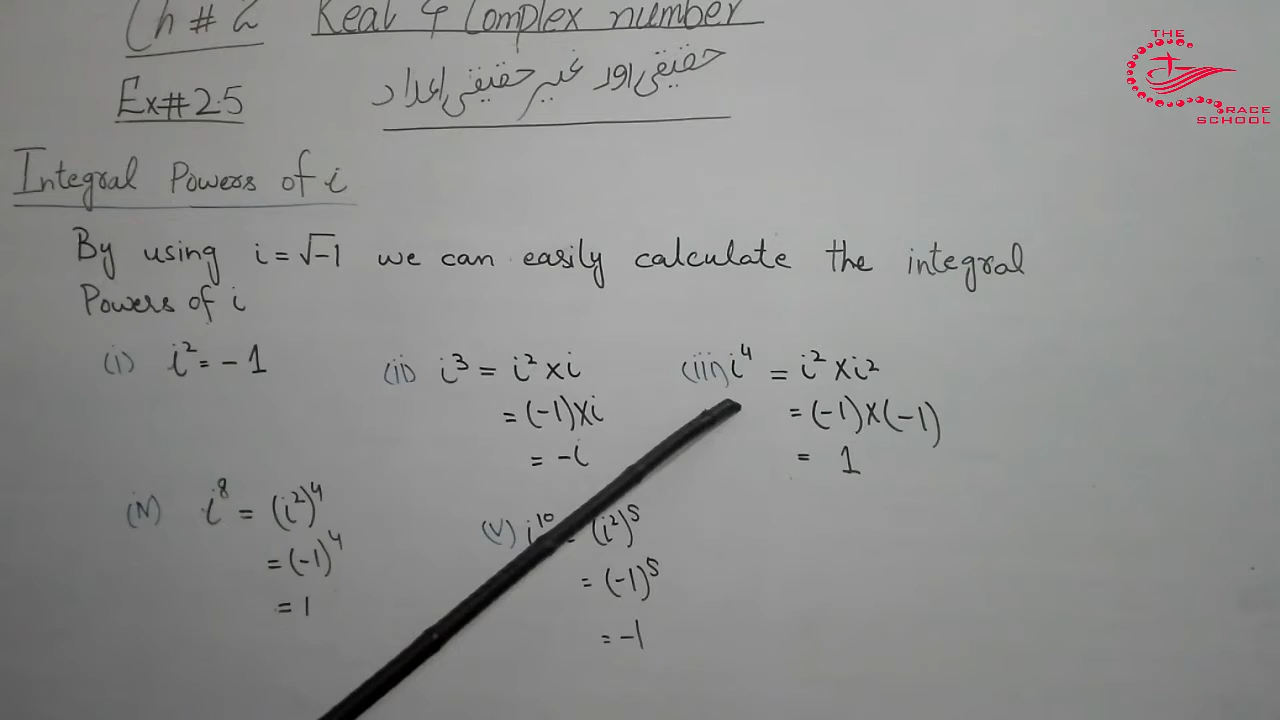 Ch # 2 Real & Complex number
Ex# 2.5 حقیقی اور غیر حقیقی اعداد
THE
GRACE
SCHOOL
Integral Powers of i
By using i = √-1 we can easily calculate the integral
Powers of i
(i) i² = - 1 (ii) i³ = i² x i (iii) i⁴ = i² x i²
= (-1) x i = (-1) x (-1)
= -i = 1
(iv) i⁸ = (i²)⁴ (v) i¹⁰ = (i²)⁵
= (-1)⁴ = (-1)⁵
= 1 = -1